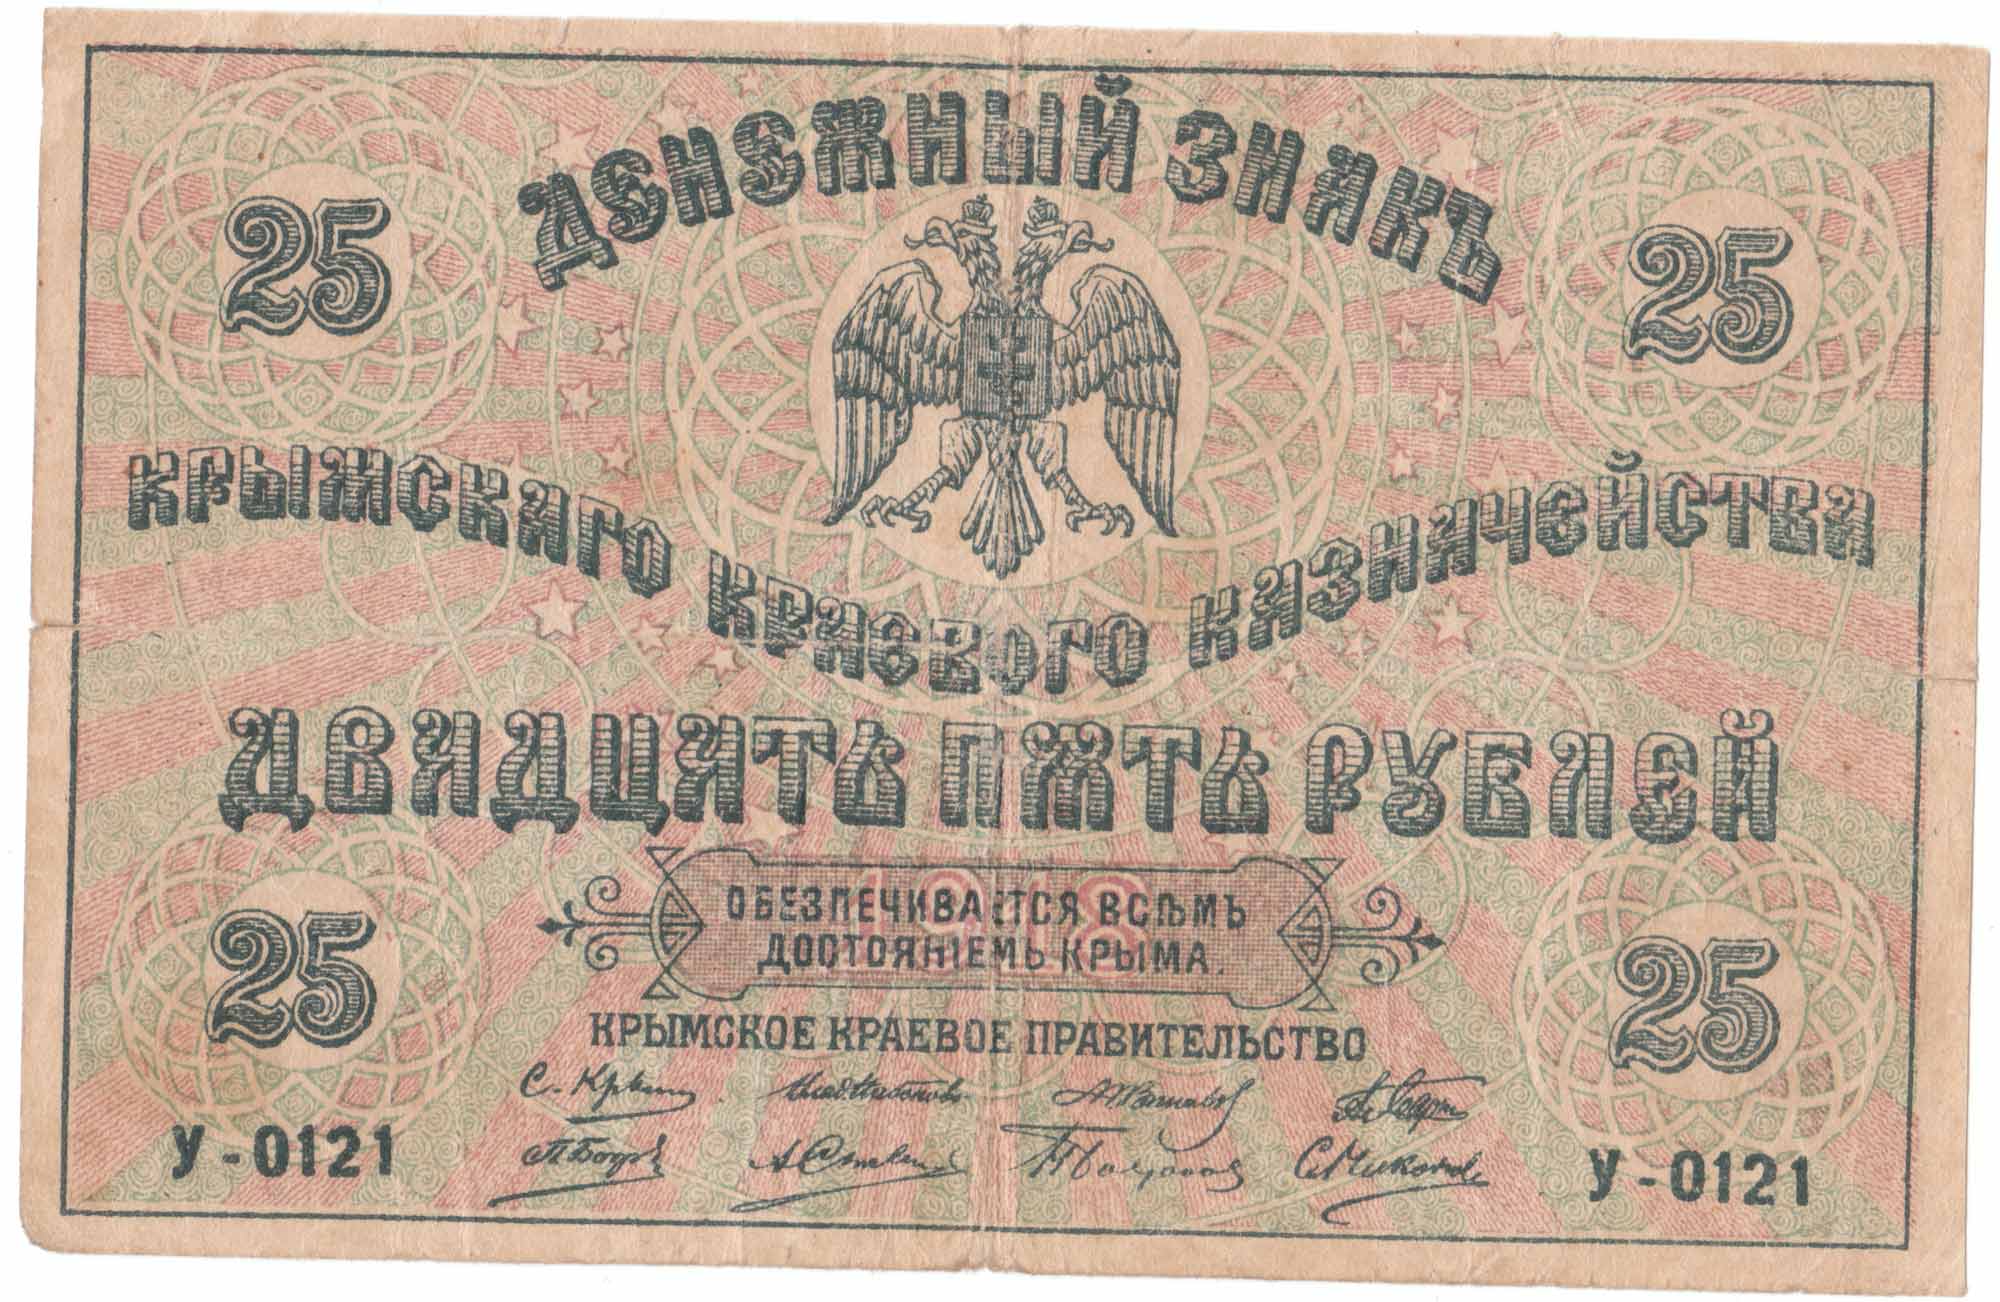 ДЕНЕЖНЫЙ ЗНАКЪ
25 25
КРЫМСКАГО КРАЕВОГО КАЗНАЧЕЙСТВА
ДВАДЦАТЬ ПЯТЬ РУБЛЕЙ
1918
ОБЕЗПЕЧИВАЕТСЯ ВСѢМЪ
ДОСТОЯНІЕМЪ КРЫМА.
25 25
КРЫМСКОЕ КРАЕВОЕ ПРАВИТЕЛЬСТВО
У-0121 У-0121